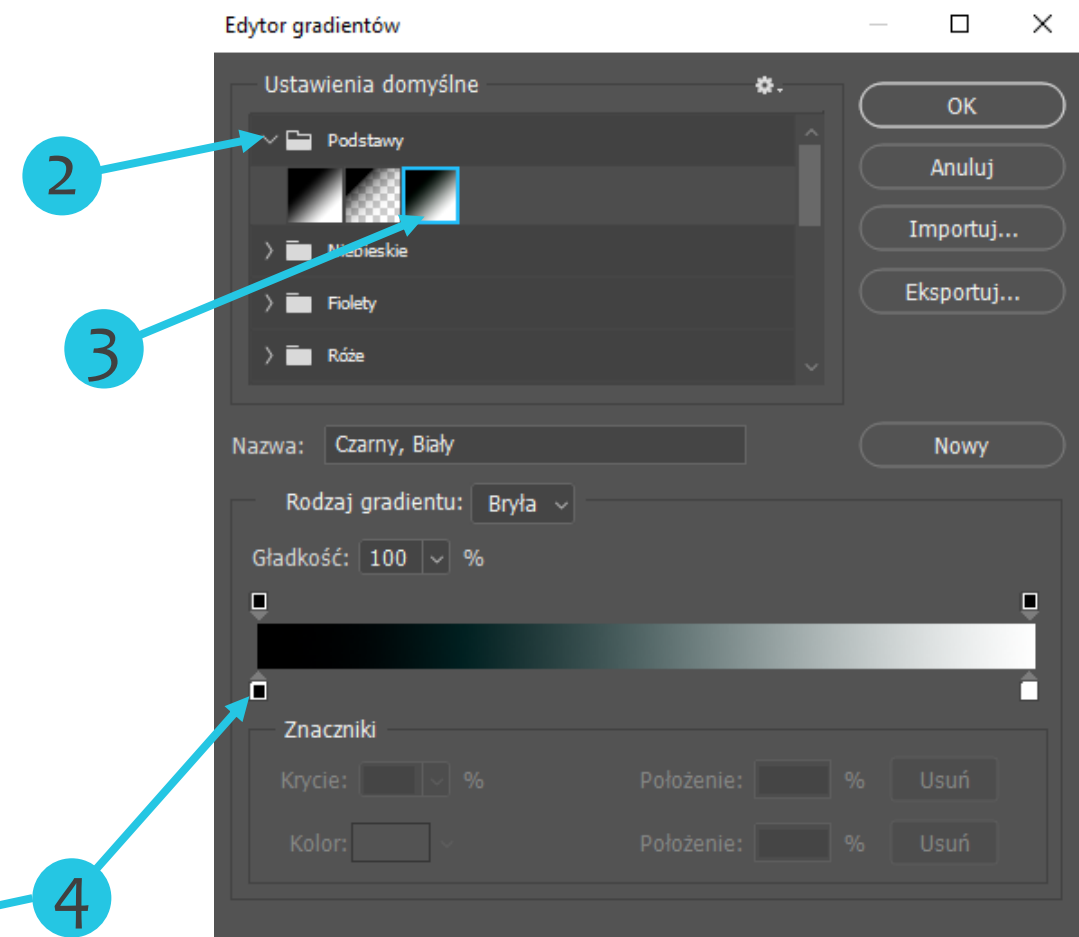 Edytor gradientów
Ustawienia domyślne
OK
Podstawy
2
Anuluj
Importuj...
Niebieskie
Eksportuj...
Fiolety
3
Róże
Nazwa: Czarny, Biały
Nowy
Rodzaj gradientu: Bryła
Gładkość: 100 %
Znaczniki
Krycie: % Położenie: % Usuń
Kolor: Położenie: % Usuń
4